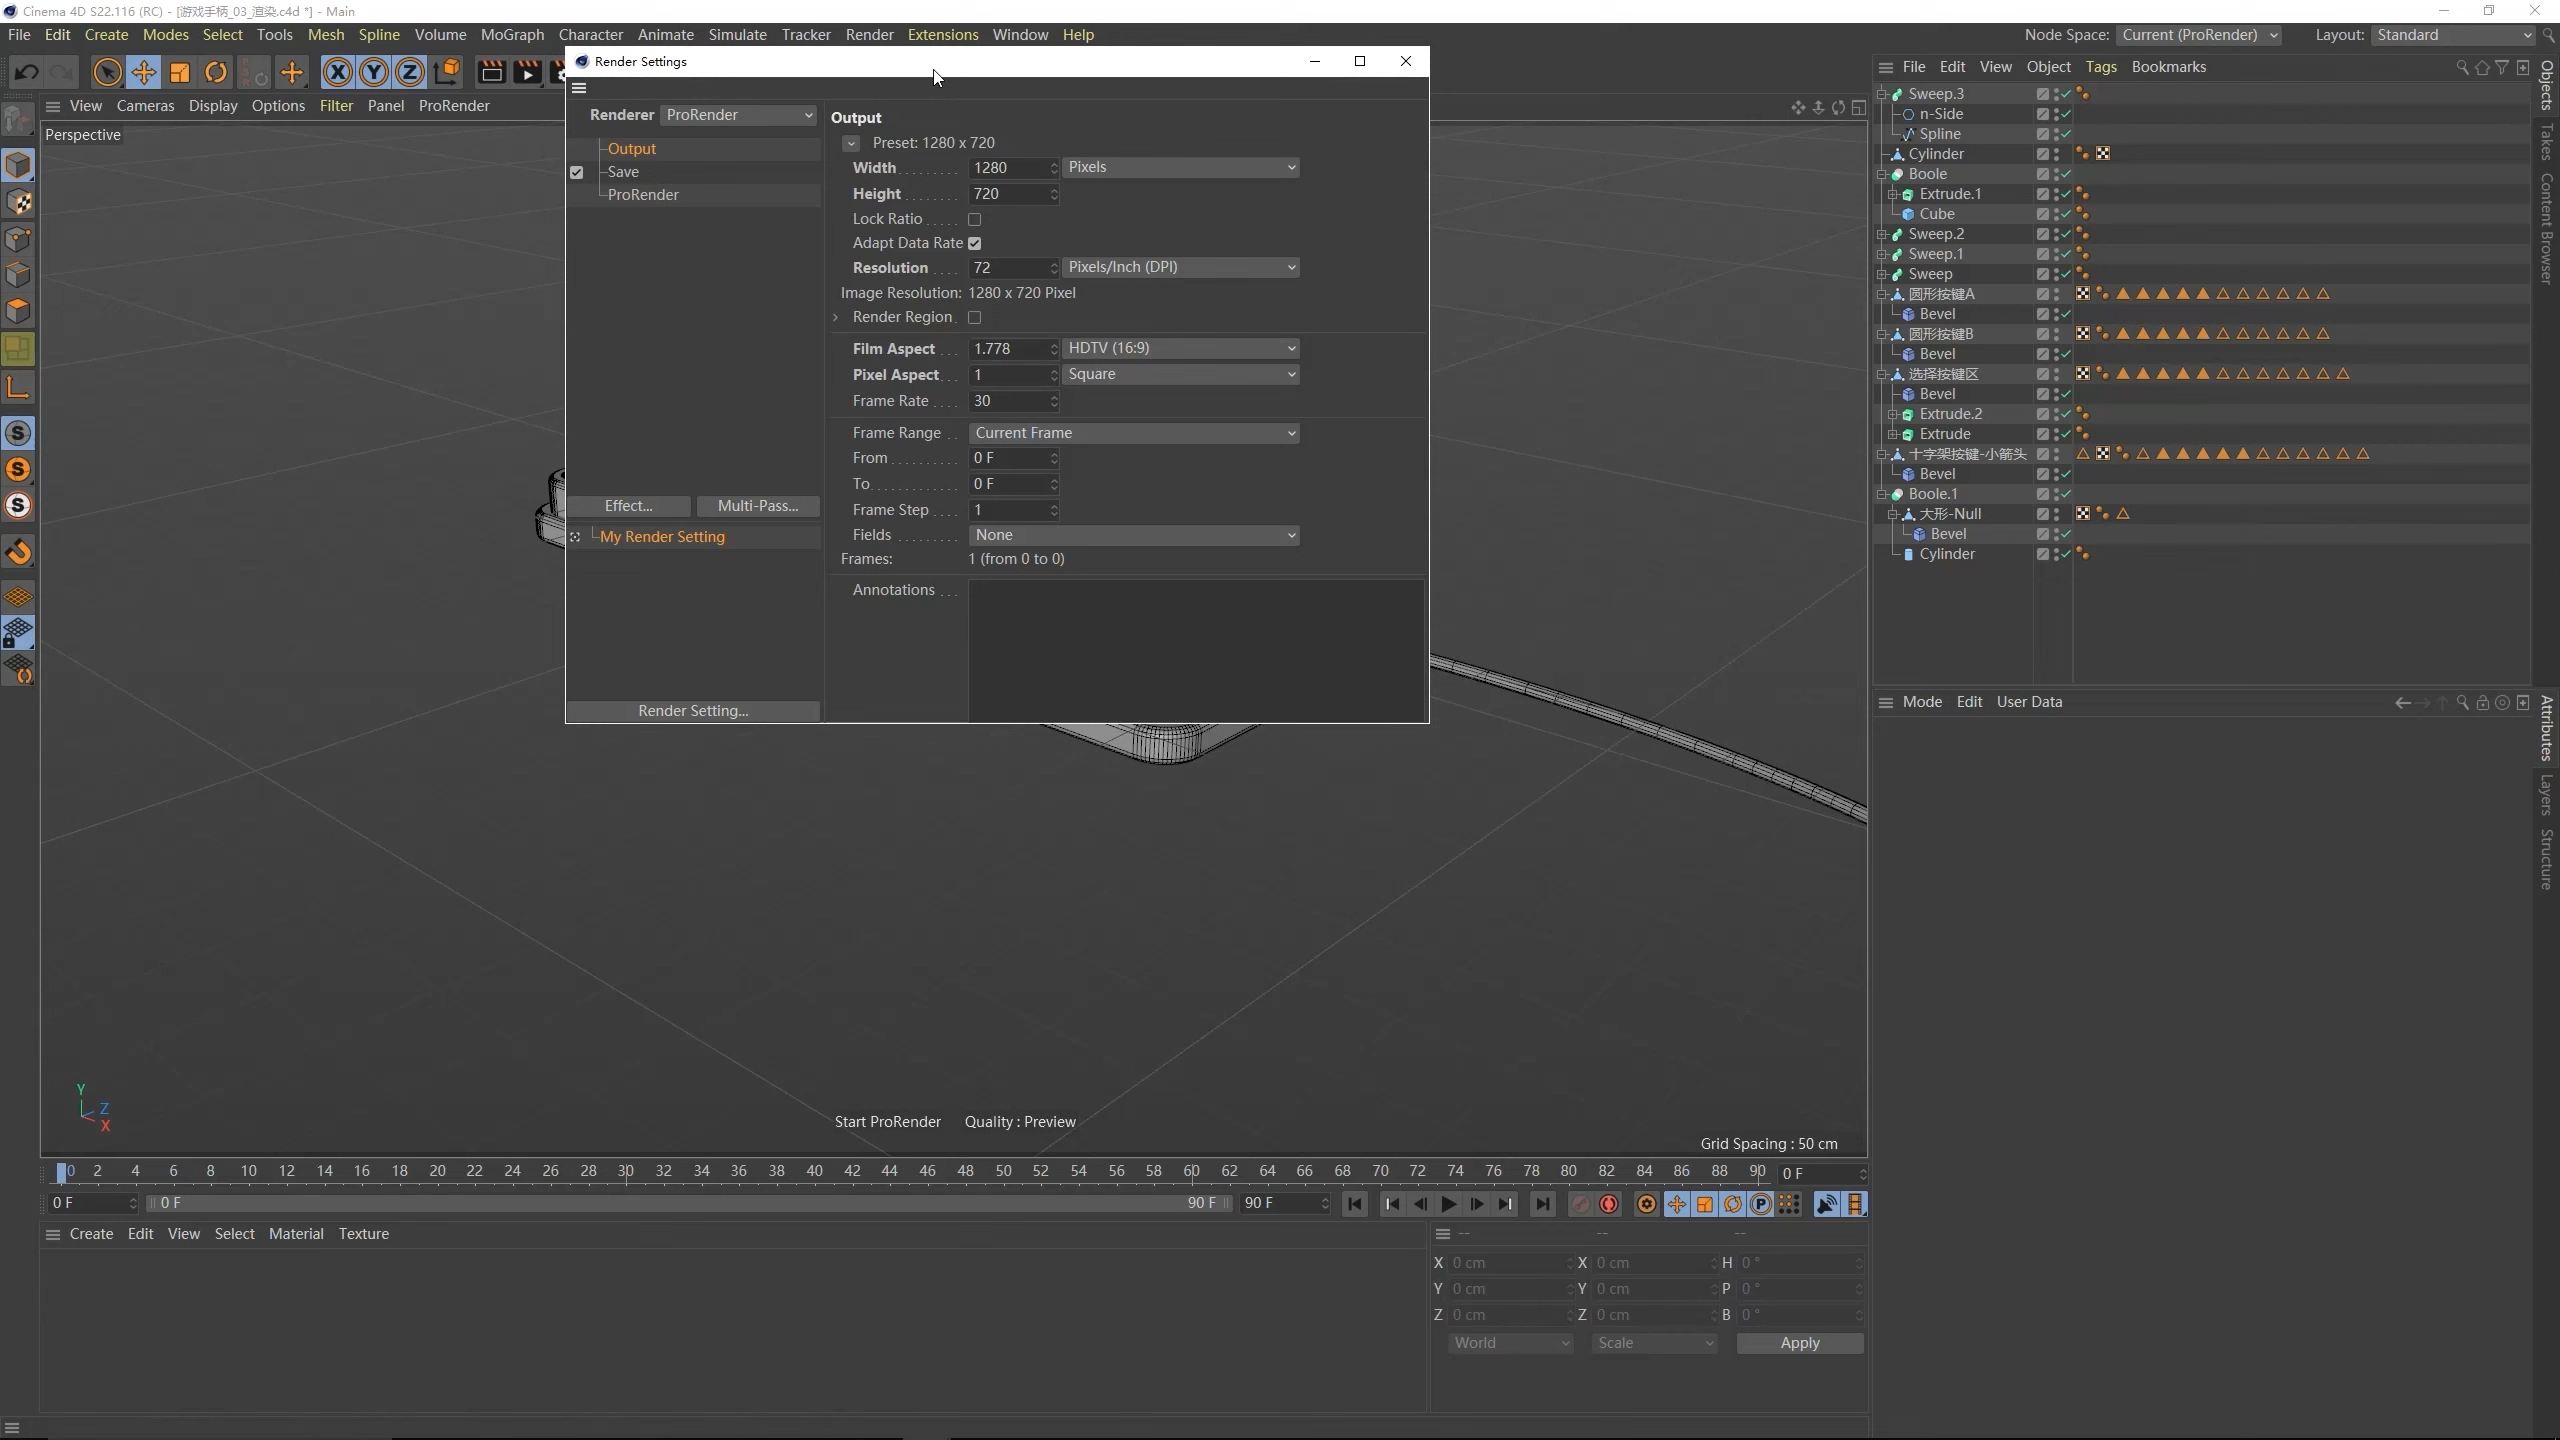 Cinema 4D S22.116 (RC) - [游戏手柄_03_渲染.c4d *] - Main
File Edit Create Modes Select Tools Mesh Spline Volume MoGraph Character Animate Simulate Tracker Render Extensions Window Help
Node Space: Current (ProRender) Layout: Standard
View Cameras Display Options Filter Panel ProRender
Perspective
Render Settings
Renderer ProRender
Output
Save
ProRender
Effect... Multi-Pass...
My Render Setting
Render Setting...
Output
Preset: 1280 x 720
Width 1280 Pixels
Height 720
Lock Ratio
Adapt Data Rate
Resolution 72 Pixels/Inch (DPI)
Image Resolution: 1280 x 720 Pixel
Render Region
Film Aspect 1.778 HDTV (16:9)
Pixel Aspect 1 Square
Frame Rate 30
Frame Range Current Frame
From 0 F
To 0 F
Frame Step 1
Fields None
Frames: 1 (from 0 to 0)
Annotations
Y
Z
X
Start ProRender Quality : Preview
Grid Spacing : 50 cm
0 2 4 6 8 10 12 14 16 18 20 22 24 26 28 30 32 34 36 38 40 42 44 46 48 50 52 54 56 58 60 62 64 66 68 70 72 74 76 78 80 82 84 86 88 90 0 F
0 F 0 F 90 F 90 F
Create Edit View Select Material Texture
-- -- --
X 0 cm X 0 cm H 0 °
Y 0 cm Y 0 cm P 0 °
Z 0 cm Z 0 cm B 0 °
World Scale Apply
File Edit View Object Tags Bookmarks
Sweep.3
n-Side
Spline
Cylinder
Boole
Extrude.1
Cube
Sweep.2
Sweep.1
Sweep
圆形按键A
Bevel
圆形按键B
Bevel
选择按键区
Bevel
Extrude.2
Extrude
十字架按键-小箭头
Bevel
Boole.1
大形-Null
Bevel
Cylinder
Mode Edit User Data
Objects
Takes
Content Browser
Attributes
Layers
Structure